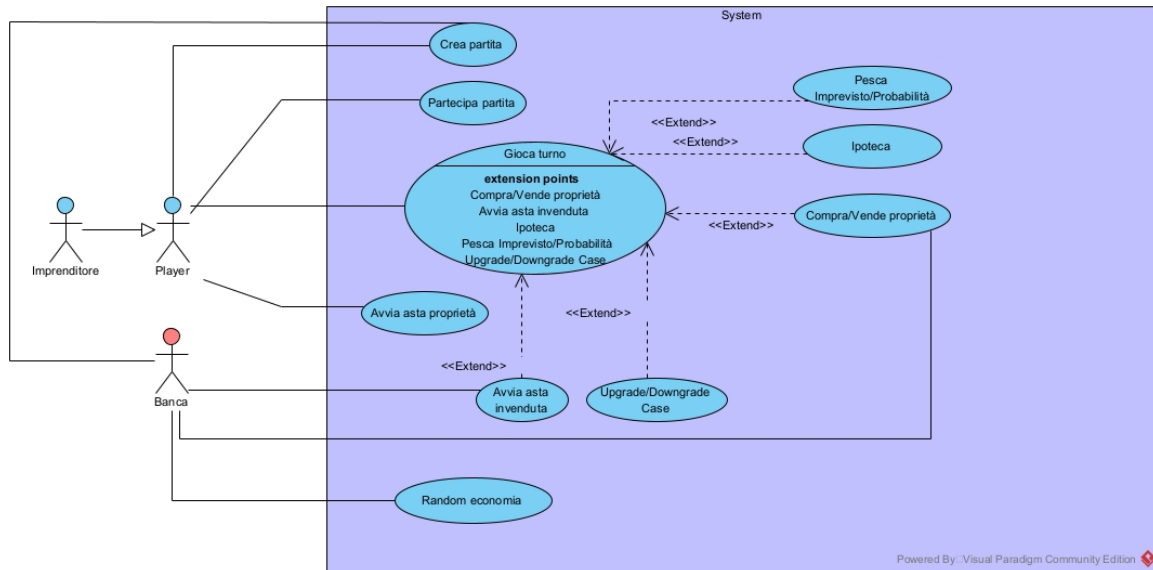 System
Crea partita
Partecipa partita
Pesca
Imprevisto/Probabilità
<<Extend>>
<<Extend>>
Ipoteca
Gioca turno
extension points
Compra/Vende proprietà
Avvia asta invenduta
Ipoteca
Pesca Imprevisto/Probabilità
Upgrade/Downgrade Case
Compra/Vende proprietà
<<Extend>>
Imprenditore
Player
Avvia asta proprietà
<<Extend>>
<<Extend>>
Banca
Avvia asta
invenduta
Upgrade/Downgrade
Case
Random economia
Powered By: Visual Paradigm Community Edition